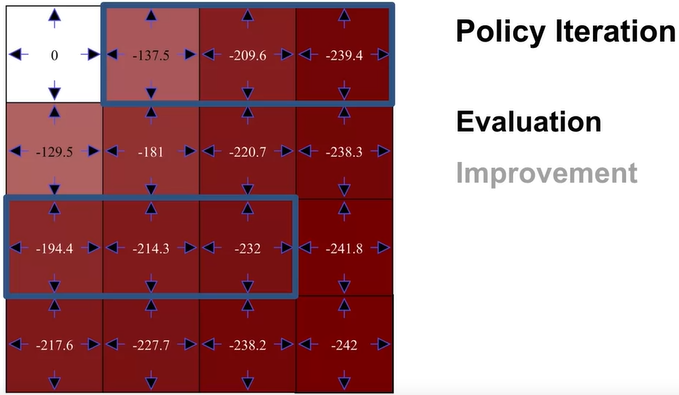 Policy Iteration
0 -137.5 -209.6 -239.4
Evaluation
-129.5 -181 -220.7 -238.3
Improvement
-194.4 -214.3 -232 -241.8
-217.6 -227.7 -238.2 -242